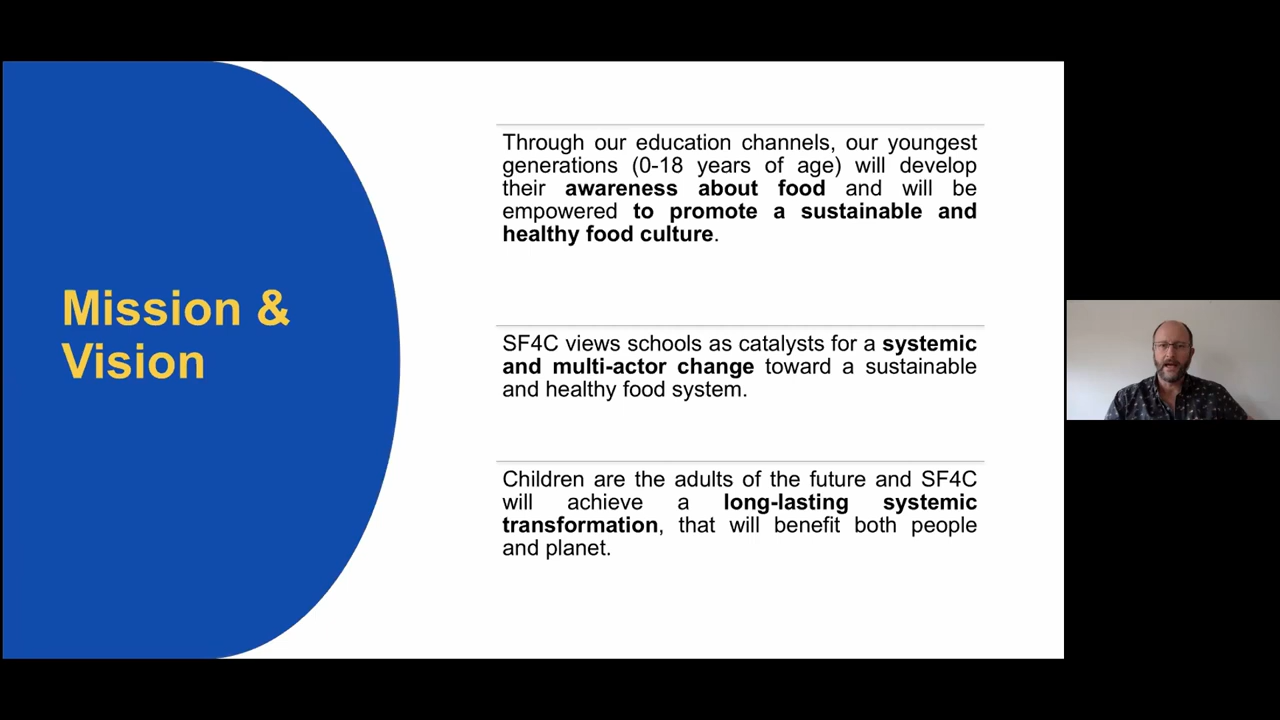 Mission &
Vision
Through our education channels, our youngest
generations (0-18 years of age) will develop
their awareness about food and will be
empowered to promote a sustainable and
healthy food culture.
SF4C views schools as catalysts for a systemic
and multi-actor change toward a sustainable
and healthy food system.
Children are the adults of the future and SF4C
will achieve a long-lasting systemic
transformation, that will benefit both people
and planet.